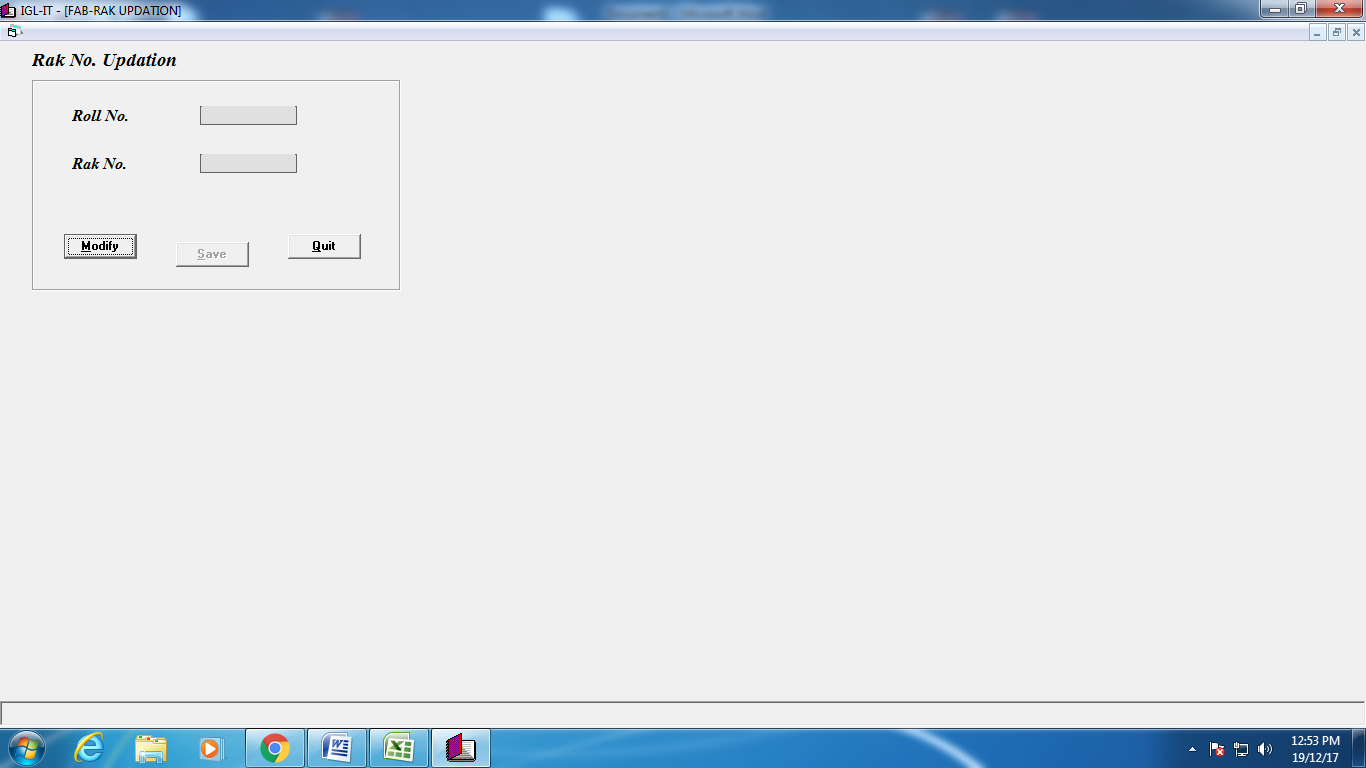 IGL-IT - [FAB-RAK UPDATION]
Rak No. Updation
Roll No.
Rak No.
Modify
Save
Quit
12:53 PM
19/12/17